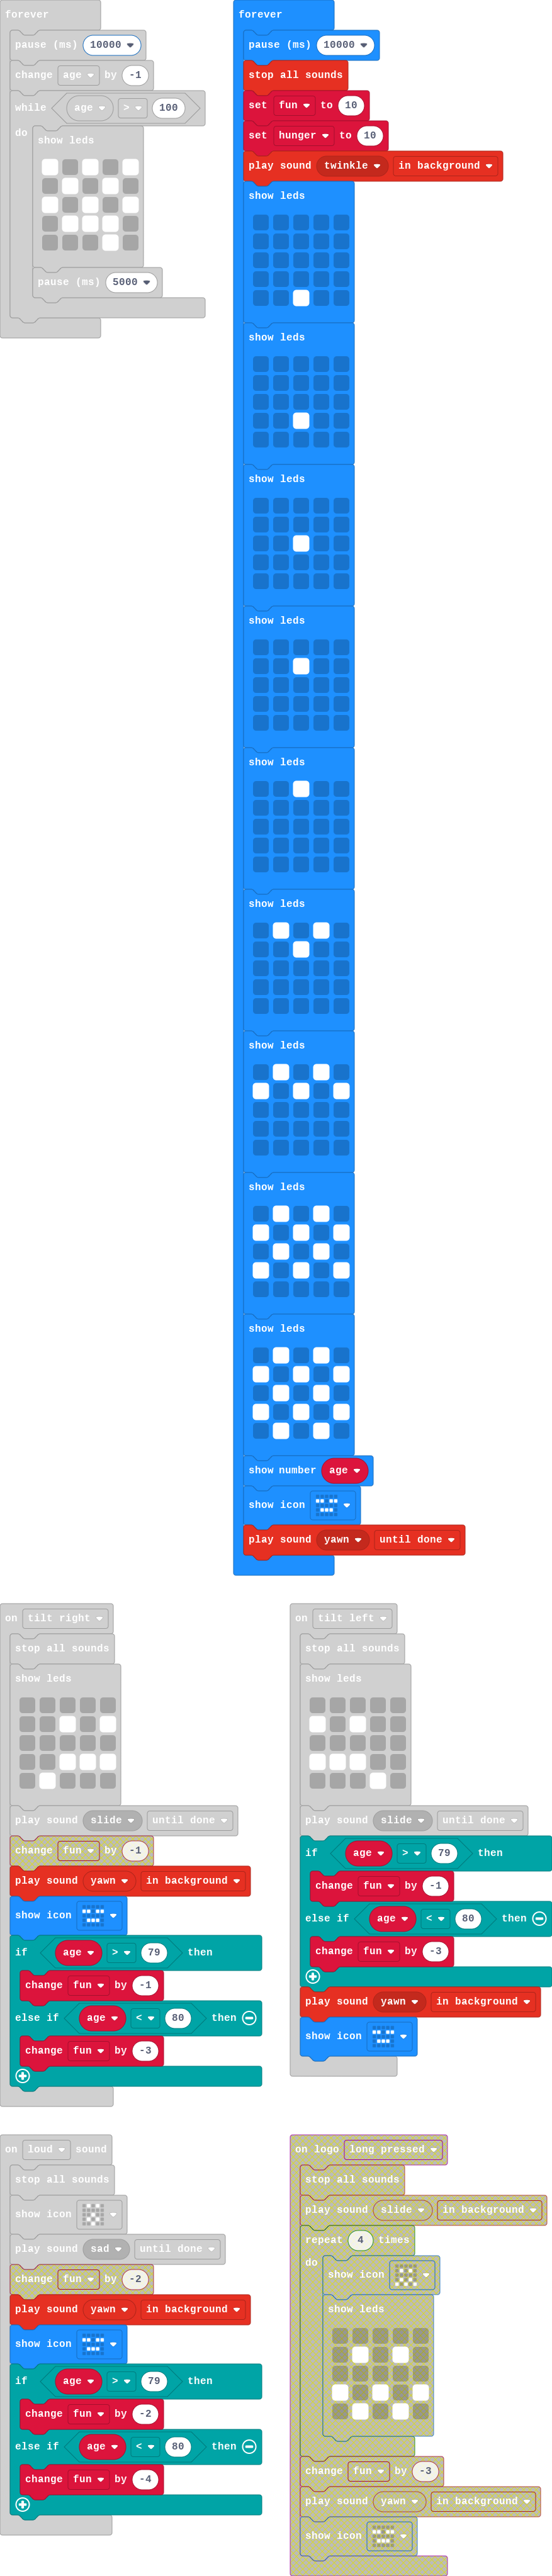 forever
pause (ms) 10000
change age by -1
while age > 100
do
show leds
pause (ms) 5000
forever
pause (ms) 10000
stop all sounds
set fun to 10
set hunger to 10
play sound twinkle in background
show leds
show leds
show leds
show leds
show leds
show leds
show leds
show leds
show leds
show number age
show icon
play sound yawn until done
on tilt right
stop all sounds
show leds
play sound slide until done
change fun by -1
play sound yawn in background
show icon
if age > 79 then
change fun by -1
else if age < 80 then
change fun by -3
on tilt left
stop all sounds
show leds
play sound slide until done
if age > 79 then
change fun by -1
else if age < 80 then
change fun by -3
play sound yawn in background
show icon
on loud sound
stop all sounds
show icon
play sound sad until done
change fun by -2
play sound yawn in background
show icon
if age > 79 then
change fun by -2
else if age < 80 then
change fun by -4
on logo long pressed
stop all sounds
play sound slide in background
repeat 4 times
do
show icon
show leds
change fun by -3
play sound yawn in background
show icon